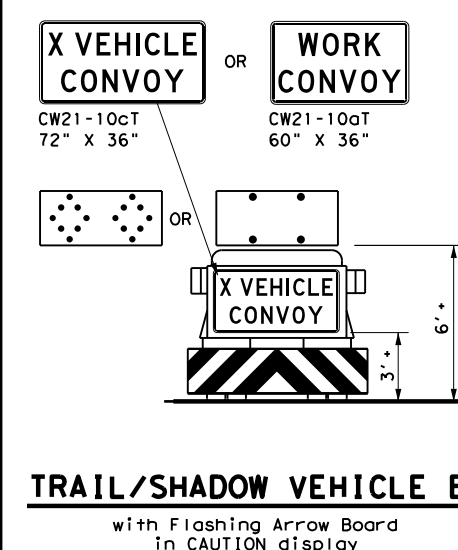 X VEHICLE
CONVOY
OR
WORK
CONVOY
CW21-10cT
72" X 36"
CW21-10aT
60" X 36"
OR
X VEHICLE
CONVOY
6'+
3'+
TRAIL/SHADOW VEHICLE B
with Flashing Arrow Board
in CAUTION display